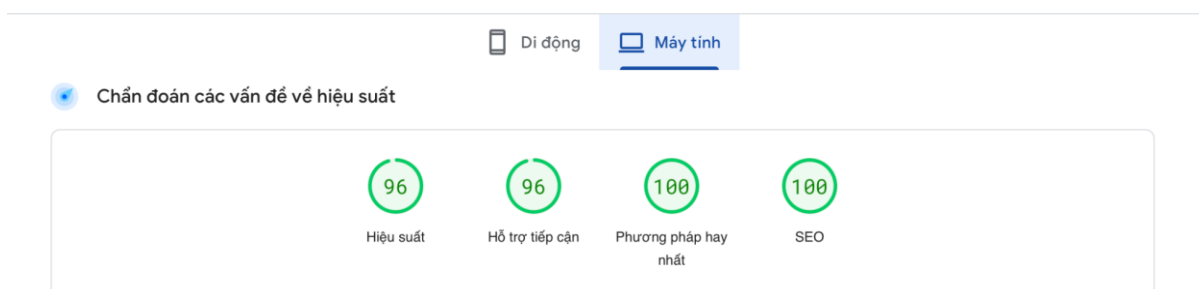 Di động
Máy tính
Chẩn đoán các vấn đề về hiệu suất
96
96
100
100
Hiệu suất
Hỗ trợ tiếp cận
Phương pháp hay
nhất
SEO